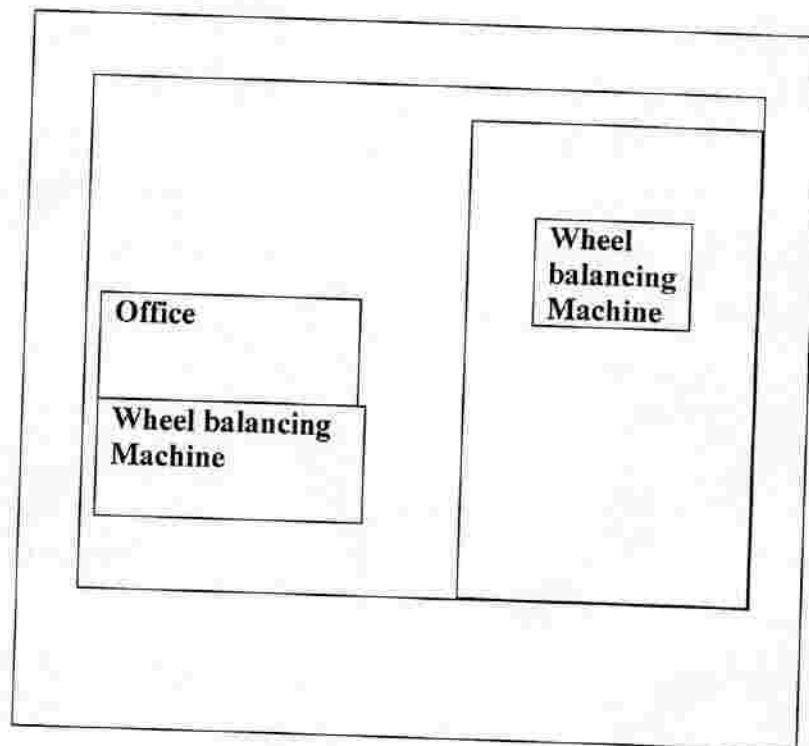 Wheel
balancing
Machine
Office
Wheel balancing
Machine